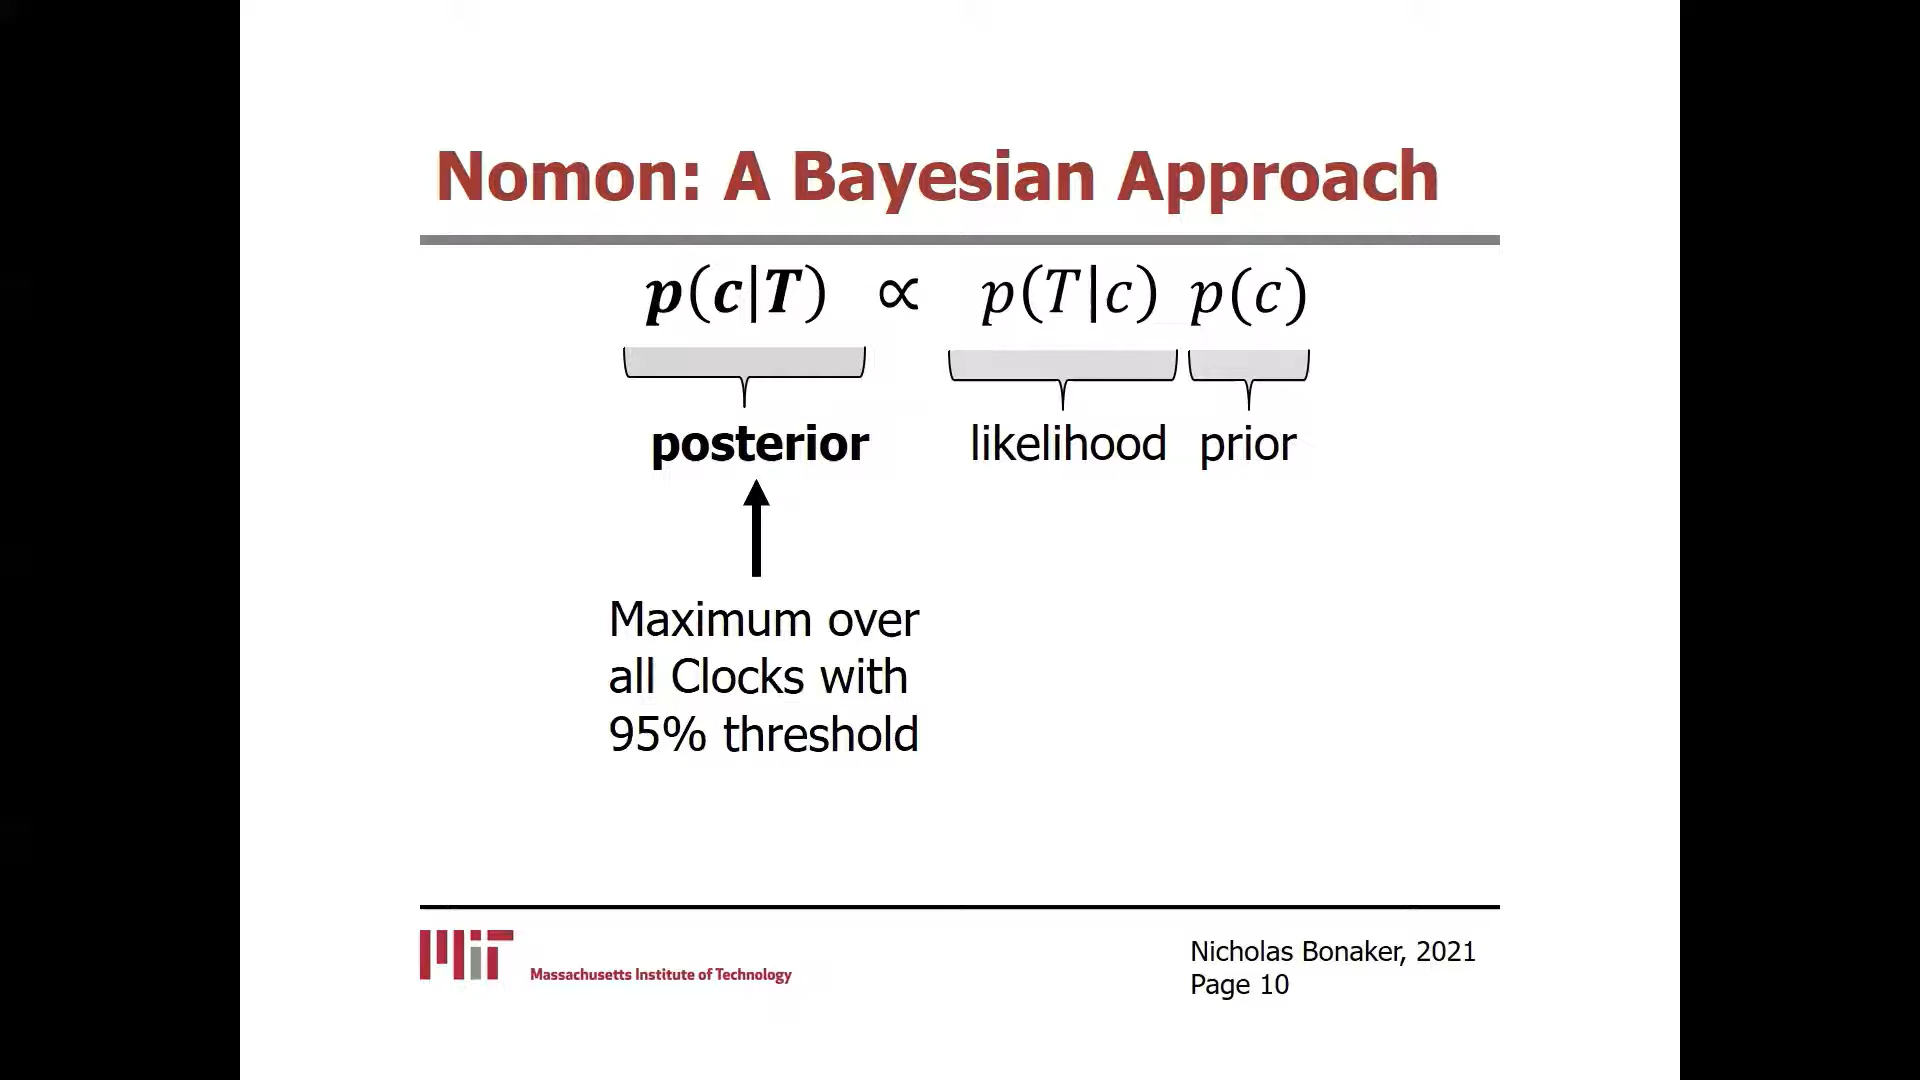 Nomon: A Bayesian Approach
p(c|T) ∝ p(T|c) p(c)
posterior likelihood prior
Maximum over
all Clocks with
95% threshold
MIT Massachusetts Institute of Technology
Nicholas Bonaker, 2021
Page 10